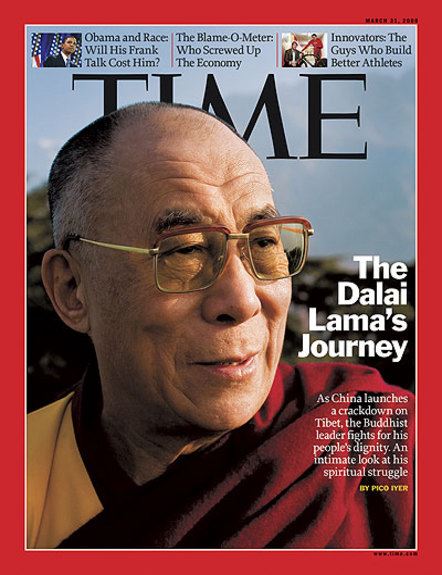 MARCH 31, 2008
Obama and Race:
Will His Frank
Talk Cost Him?
The Blame-O-Meter:
Who Screwed Up
The Economy
Innovators: The
Guys Who Build
Better Athletes
TIME
The
Dalai
Lama's
Journey
As China launches
a crackdown on
Tibet, the Buddhist
leader fights for his
people's dignity. An
intimate look at his
spiritual struggle
BY PICO IYER
www.time.com